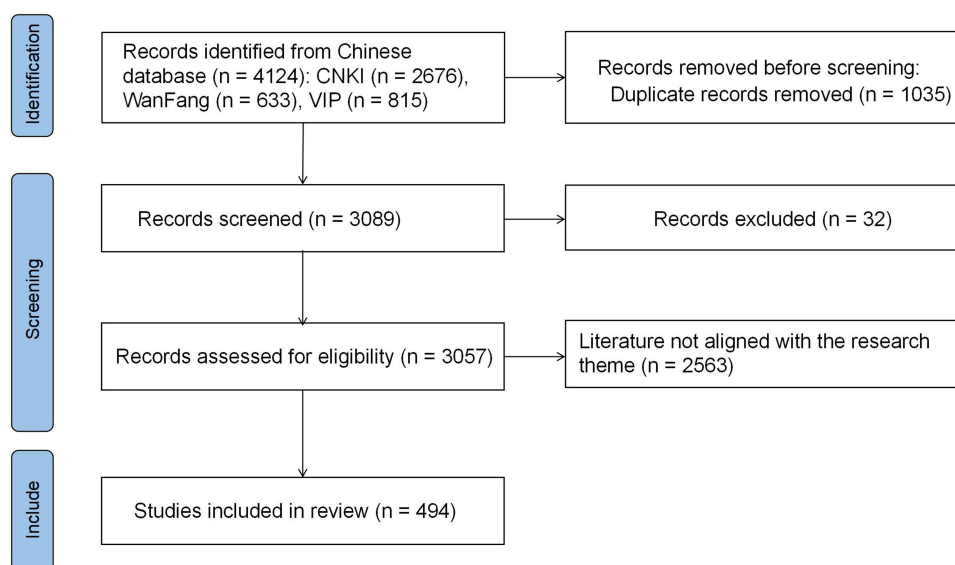 Identification
Records identified from Chinese
database (n = 4124): CNKI (n = 2676),
WanFang (n = 633), VIP (n = 815)
Records removed before screening:
Duplicate records removed (n = 1035)
Screening
Records screened (n = 3089)
Records excluded (n = 32)
Records assessed for eligibility (n = 3057)
Literature not aligned with the research
theme (n = 2563)
Include
Studies included in review (n = 494)